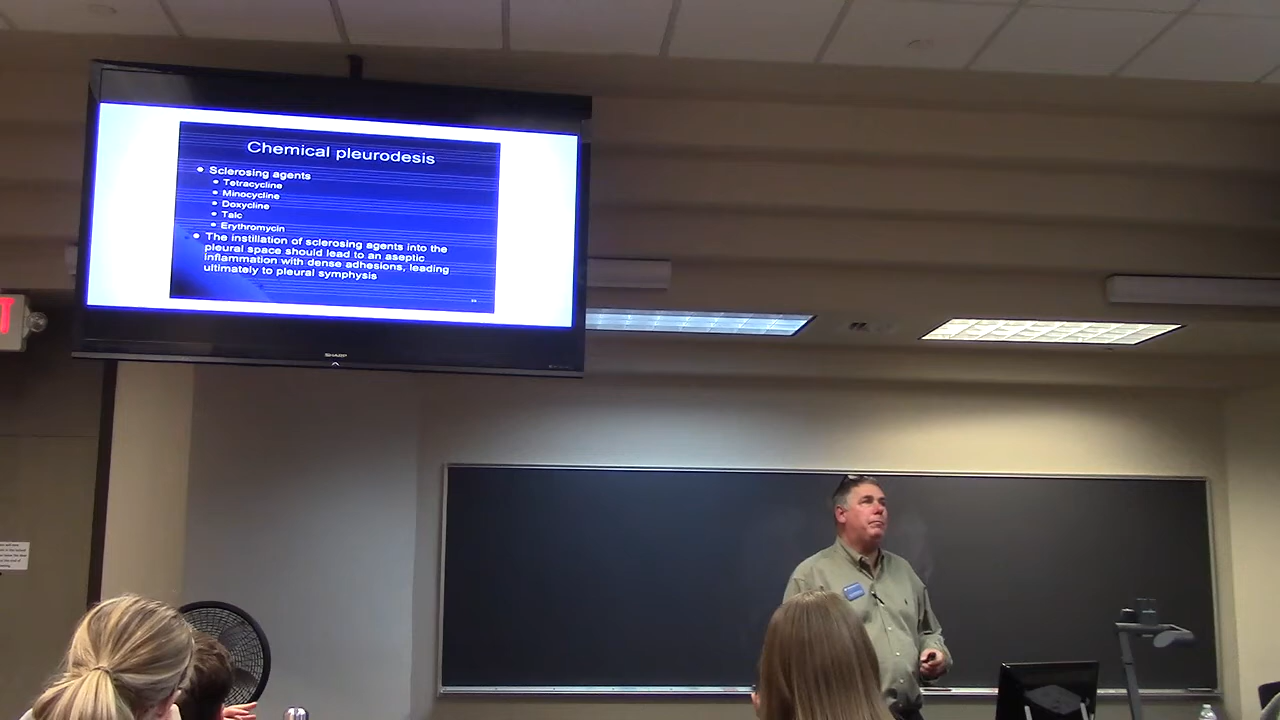 Chemical pleurodesis
• Sclerosing agents
• Tetracycline
• Minocycline
• Doxycline
• Talc
• Erythromycin
• The instillation of sclerosing agents into the
pleural space should lead to an aseptic
inflammation with dense adhesions, leading
ultimately to pleural symphysis
SHARP
T